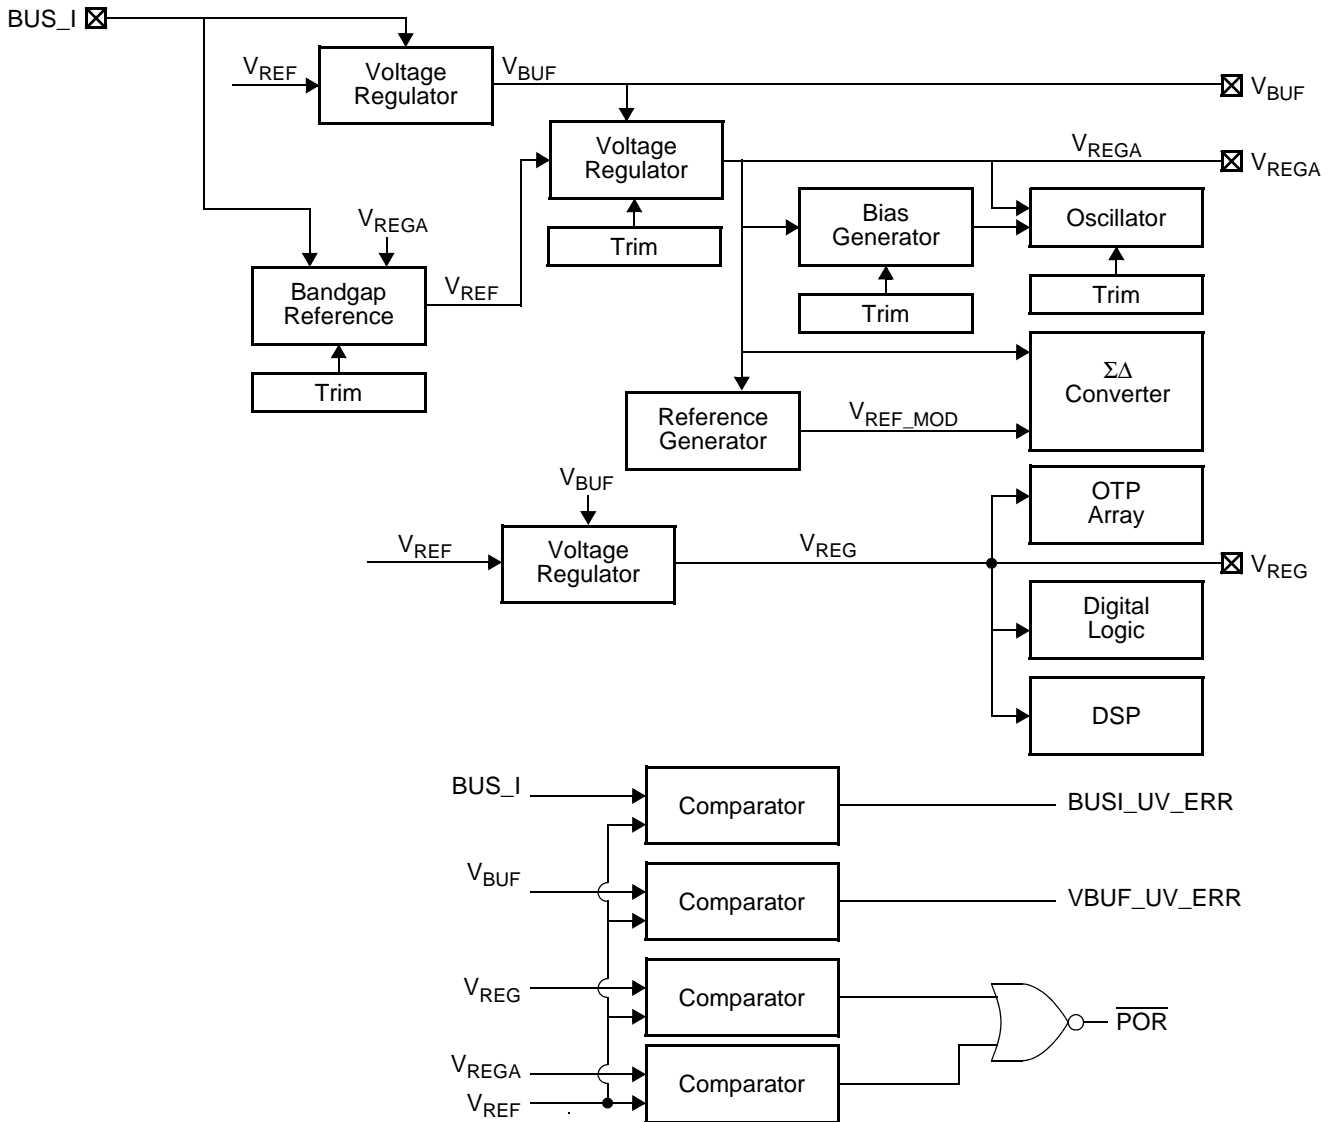 BUS_I
VREF
Voltage
Regulator
VBUF
VBUF
Voltage
Regulator
VREGA
VREGA
Trim
VREGA
Bias
Generator
Oscillator
Trim
Trim
Bandgap
Reference
VREF
Trim
ΣΔ
Converter
Reference
Generator
VREF_MOD
VBUF
VREF
Voltage
Regulator
VREG
OTP
Array
VREG
Digital
Logic
DSP
BUS_I
Comparator
BUSI_UV_ERR
VBUF
Comparator
VBUF_UV_ERR
VREG
Comparator
POR
VREGA
VREF
Comparator